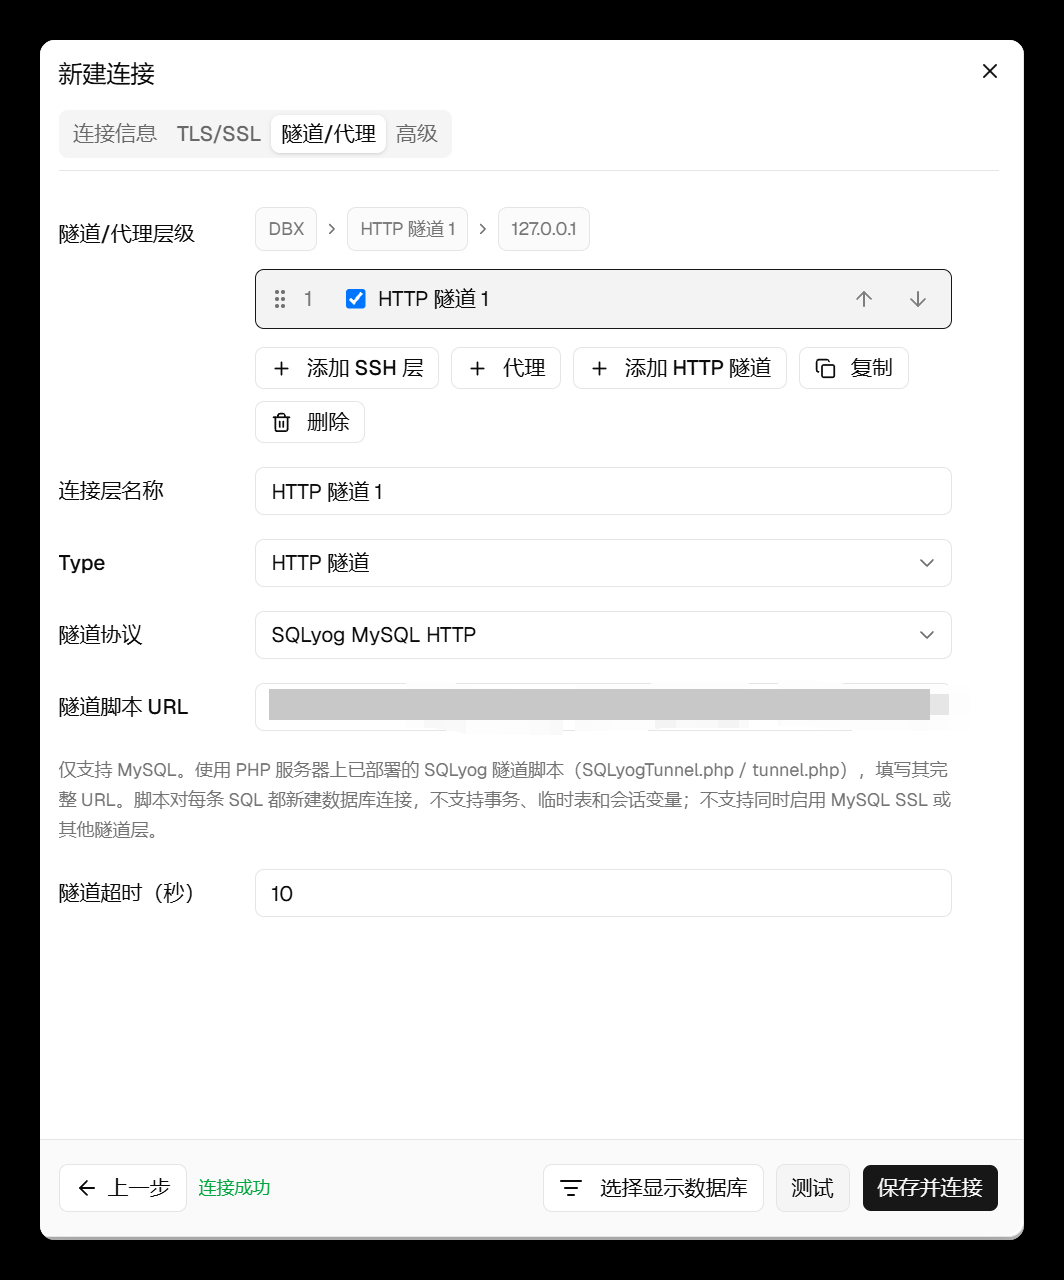 新建连接
连接信息 TLS/SSL 隧道/代理 高级
隧道/代理层级 DBX HTTP 隧道 1 127.0.0.1
1 HTTP 隧道 1
添加 SSH 层 代理 添加 HTTP 隧道 复制
删除
连接层名称 HTTP 隧道 1
Type HTTP 隧道
隧道协议 SQLyog MySQL HTTP
隧道脚本 URL
仅支持 MySQL。使用 PHP 服务器上已部署的 SQLyog 隧道脚本（SQLyogTunnel.php / tunnel.php），填写其完
整 URL。脚本对每条 SQL 都新建数据库连接，不支持事务、临时表和会话变量；不支持同时启用 MySQL SSL 或
其他隧道层。
隧道超时（秒） 10
上一步 连接成功 选择显示数据库 测试 保存并连接